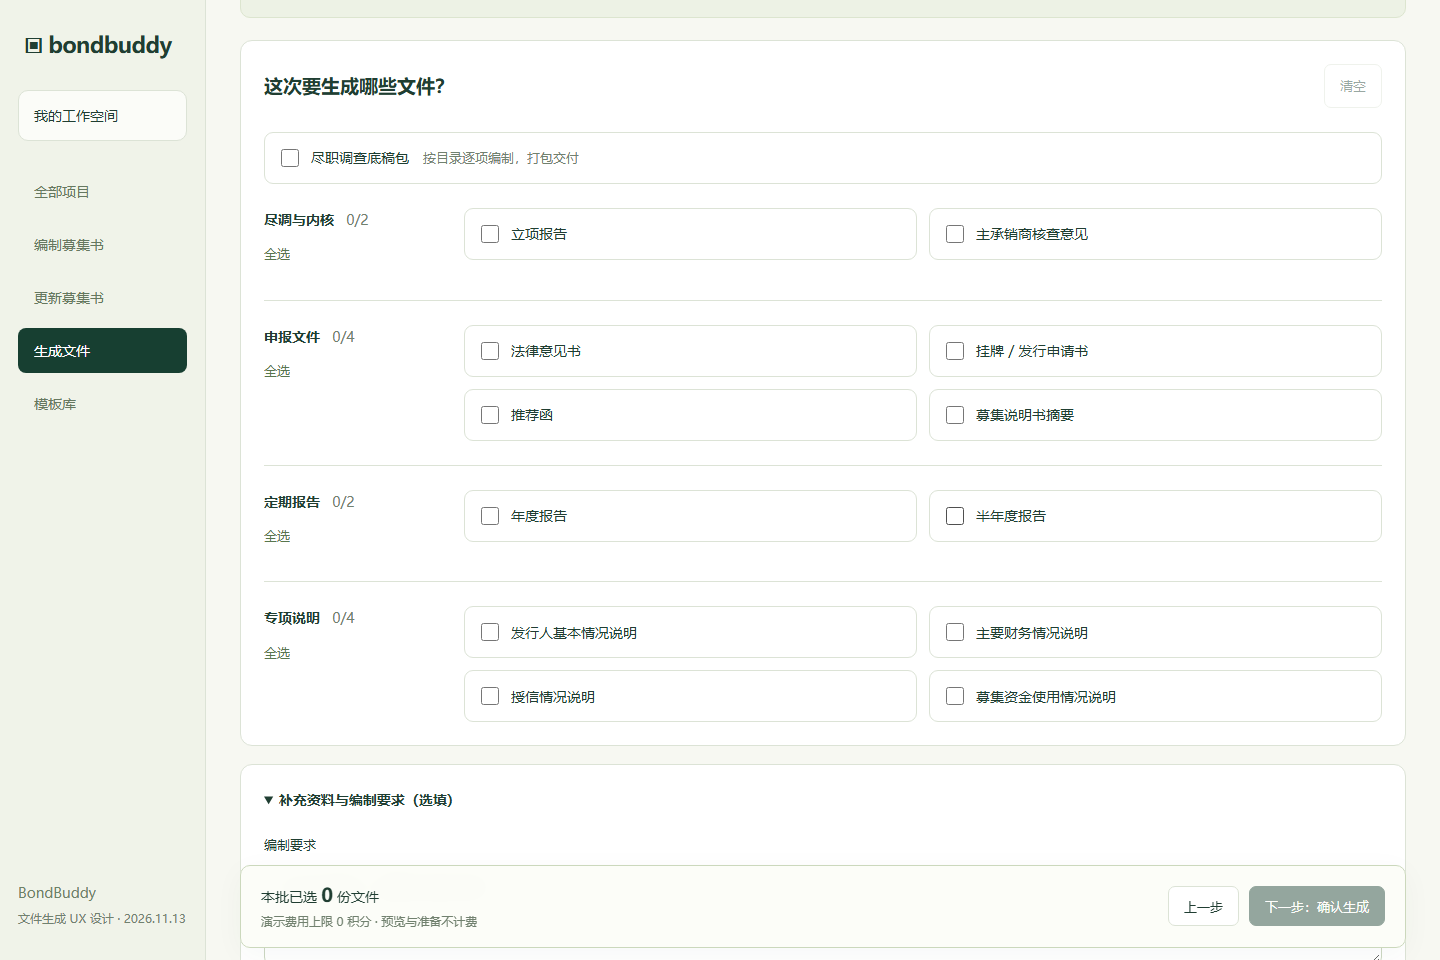 bondbuddy
我的工作空间
全部项目
编制募集书
更新募集书
生成文件
模板库
BondBuddy
文件生成 UX 设计 · 2026.11.13
这次要生成哪些文件?
清空
尽职调查底稿包 按目录逐项编制，打包交付
尽调与内核 0/2
全选
立项报告
主承销商核查意见
申报文件 0/4
全选
法律意见书
挂牌 / 发行申请书
推荐函
募集说明书摘要
定期报告 0/2
全选
年度报告
半年度报告
专项说明 0/4
全选
发行人基本情况说明
主要财务情况说明
授信情况说明
募集资金使用情况说明
▼ 补充资料与编制要求（选填）
编制要求
本批已选 0 份文件
演示费用上限 0 积分 · 预览与准备不计费
上一步
下一步：确认生成